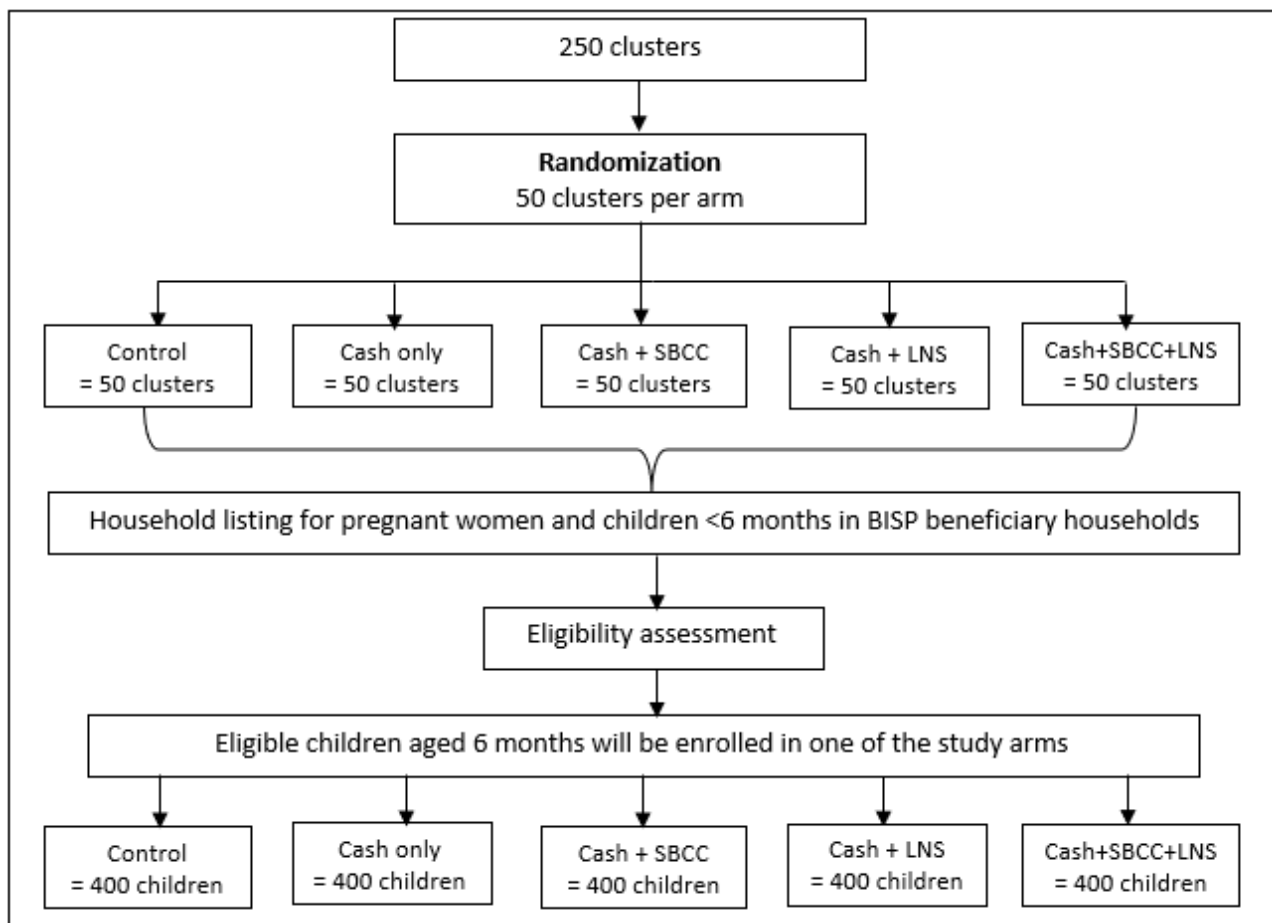 250 clusters
Randomization
50 clusters per arm
Control
= 50 clusters
Cash only
= 50 clusters
Cash + SBCC
= 50 clusters
Cash + LNS
= 50 clusters
Cash+SBCC+LNS
= 50 clusters
Household listing for pregnant women and children <6 months in BISP beneficiary households
Eligibility assessment
Eligible children aged 6 months will be enrolled in one of the study arms
Control
= 400 children
Cash only
= 400 children
Cash + SBCC
= 400 children
Cash + LNS
= 400 children
Cash+SBCC+LNS
= 400 children